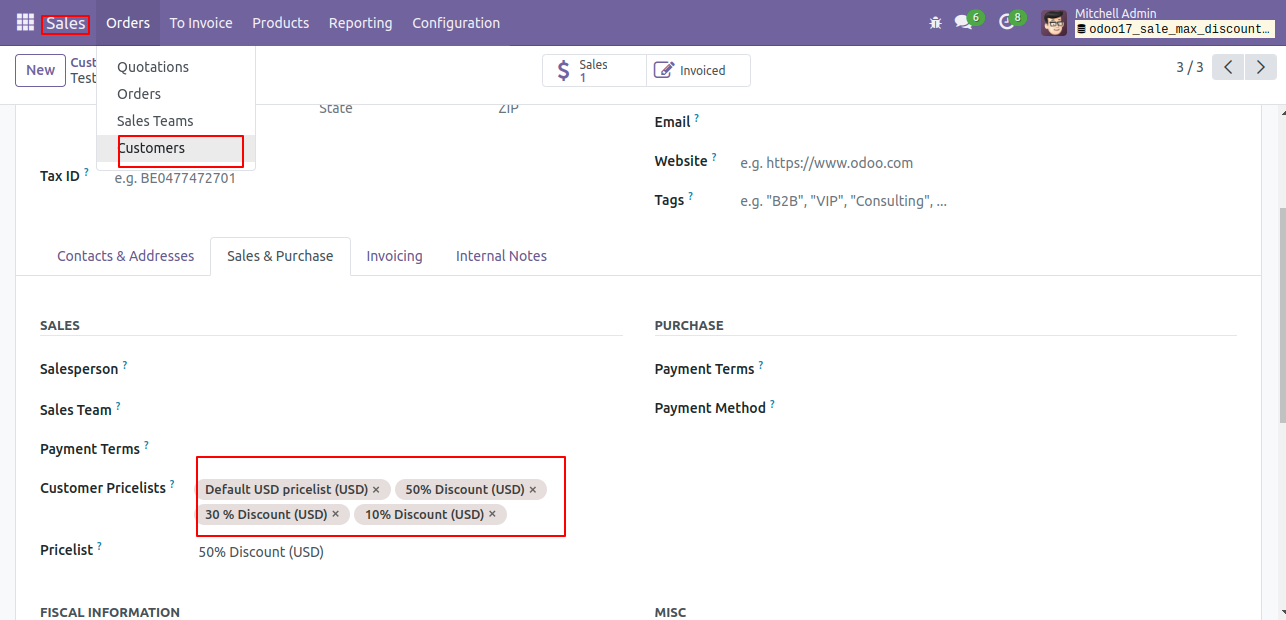 Sales Orders To Invoice Products Reporting Configuration 6 8 Mitchell Admin
odoo17_sale_max_discount...
New Cust Sales 1 Invoiced 3 / 3
Test
Quotations
Orders
Sales Teams
Customers
State ZIP
Email ?
Website ? e.g. https://www.odoo.com
Tax ID ? e.g. BE0477472701
Tags ? e.g. "B2B", "VIP", "Consulting", ...
Contacts & Addresses Sales & Purchase Invoicing Internal Notes
SALES PURCHASE
Salesperson ? Payment Terms ?
Sales Team ? Payment Method ?
Payment Terms ?
Customer Pricelists ? Default USD pricelist (USD) × 50% Discount (USD) ×
30 % Discount (USD) × 10% Discount (USD) ×
Pricelist ? 50% Discount (USD)
FISCAL INFORMATION MISC